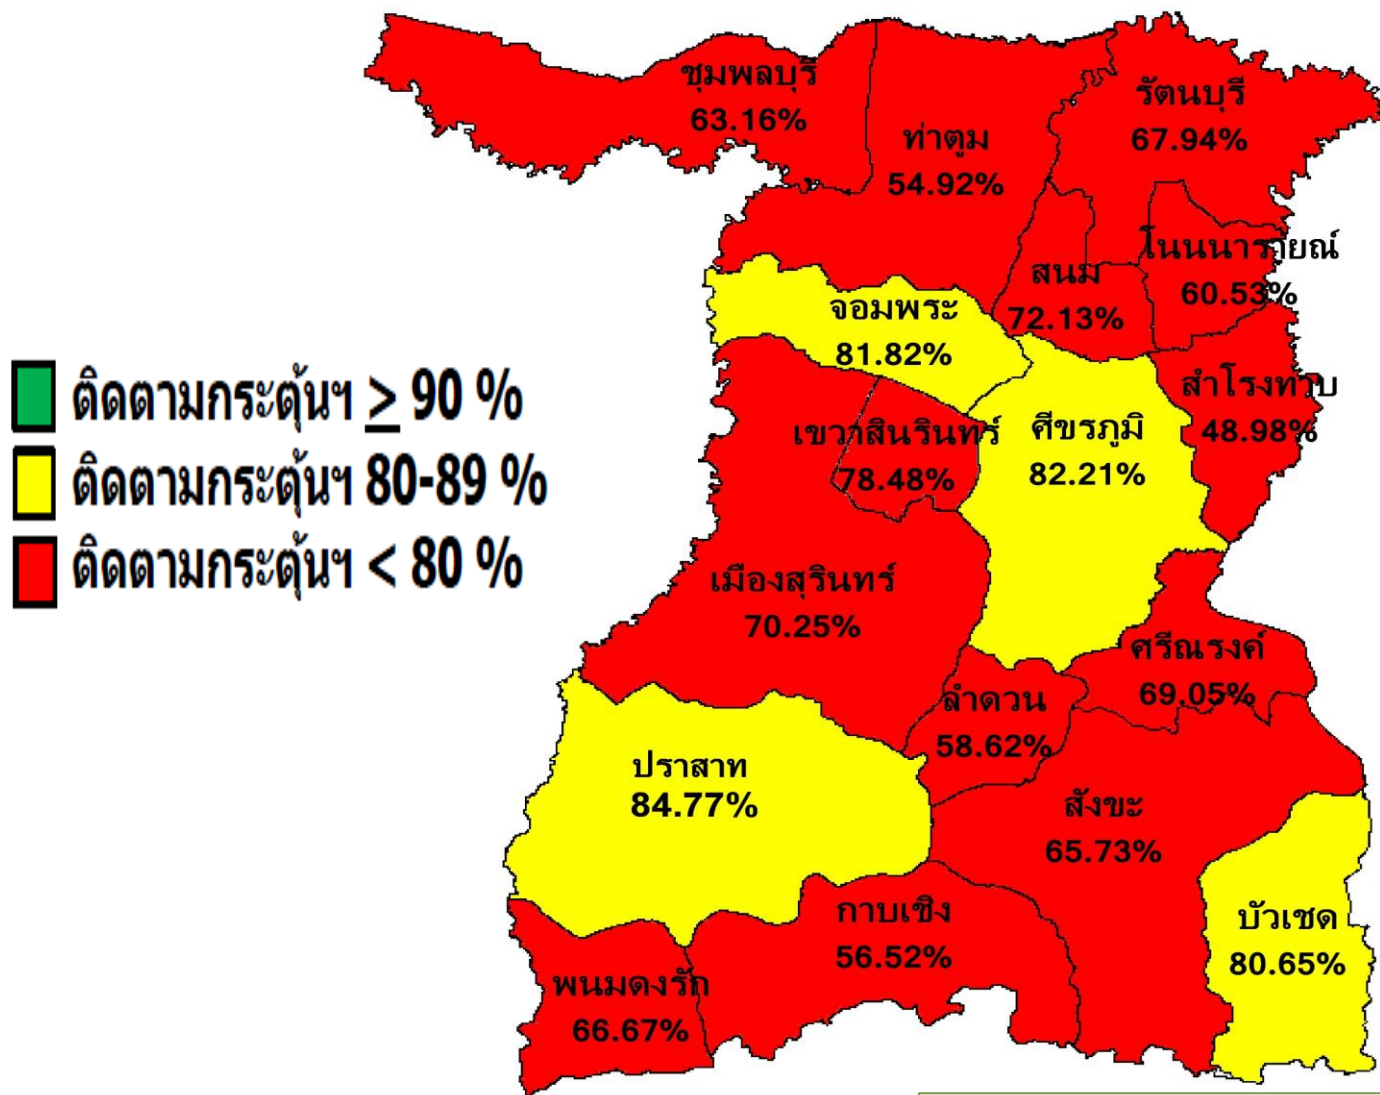 ชุมพลบุรี
63.16%
ท่าตูม
54.92%
รัตนบุรี
67.94%
สนม
72.13%
โนนนารายณ์
60.53%
จอมพระ
81.82%
สำโรงทาบ
48.98%
เขวาสินรินทร์
78.48%
ศีขรภูมิ
82.21%
ติดตามกระตุ้นฯ ≥ 90 %
ติดตามกระตุ้นฯ 80-89 %
ติดตามกระตุ้นฯ < 80 %
เมืองสุรินทร์
70.25%
ศรีณรงค์
69.05%
ลำดวน
58.62%
ปราสาท
84.77%
สังขะ
65.73%
กาบเชิง
56.52%
บัวเชด
80.65%
พนมดงรัก
66.67%